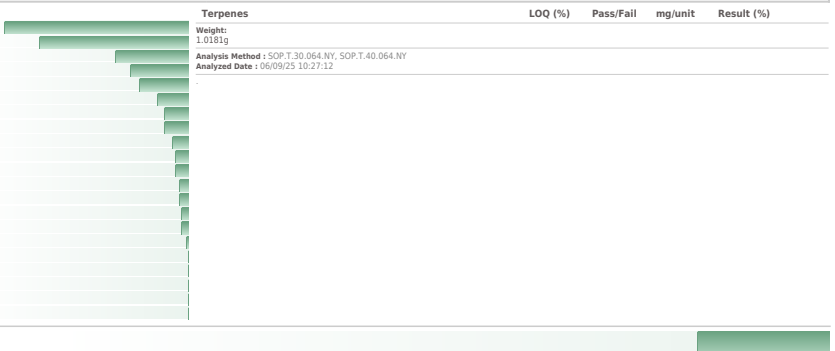 Terpenes LOQ (%) Pass/Fail mg/unit Result (%)
Weight:
1.0181g
Analysis Method : SOP.T.30.064.NY, SOP.T.40.064.NY
Analyzed Date : 06/09/25 10:27:12
.